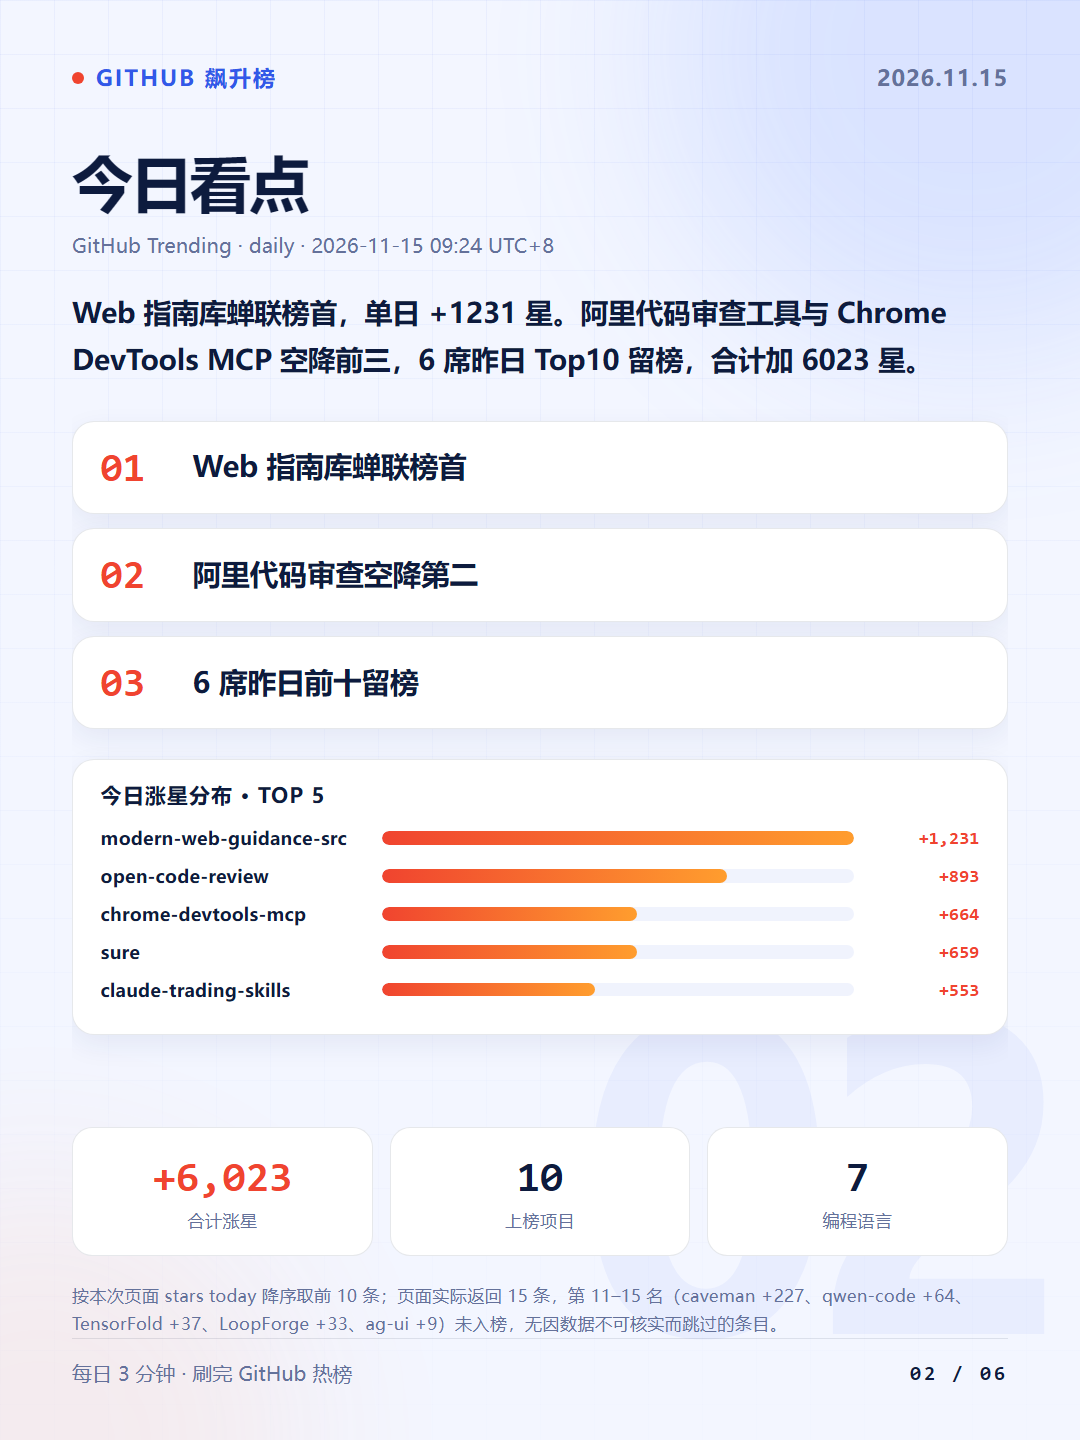 GITHUB 飙升榜
2026.11.15
今日看点
GitHub Trending · daily · 2026-11-15 09:24 UTC+8
Web 指南库蝉联榜首，单日 +1231 星。阿里代码审查工具与 Chrome
DevTools MCP 空降前三，6 席昨日 Top10 留榜，合计加 6023 星。
01 Web 指南库蝉联榜首
02 阿里代码审查空降第二
03 6 席昨日前十留榜
今日涨星分布 • TOP 5
modern-web-guidance-src +1,231
open-code-review +893
chrome-devtools-mcp +664
sure +659
claude-trading-skills +553
02
+6,023
合计涨星
10
上榜项目
7
编程语言
按本次页面 stars today 降序取前 10 条；页面实际返回 15 条，第 11–15 名（caveman +227、qwen-code +64、
TensorFold +37、LoopForge +33、ag-ui +9）未入榜，无因数据不可核实而跳过的条目。
每日 3 分钟 · 刷完 GitHub 热榜
02 / 06